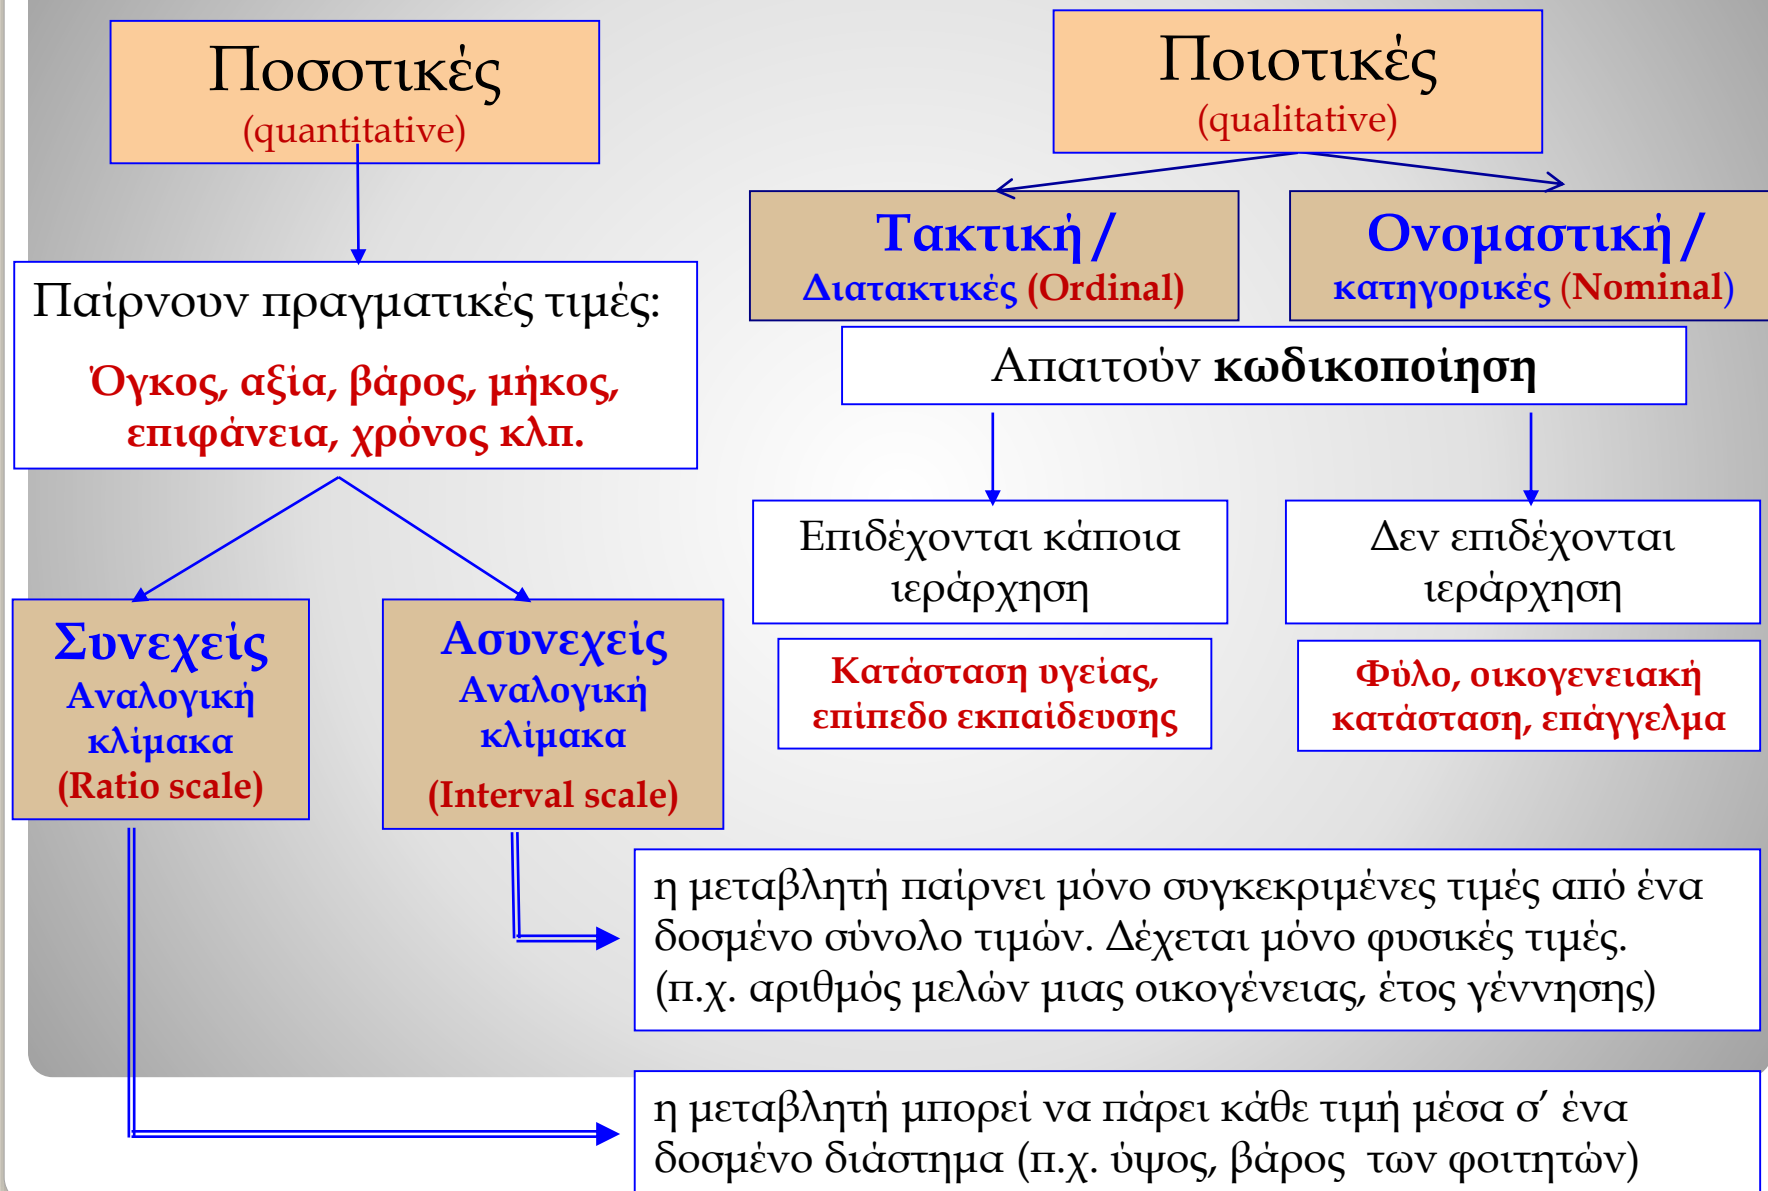 Ποσοτικές
(quantitative)
Παίρνουν πραγματικές τιμές:
Όγκος, αξία, βάρος, μήκος,
επιφάνεια, χρόνος κλπ.
Συνεχείς
Αναλογική
κλίμακα
(Ratio scale)
Ασυνεχείς
Αναλογική
κλίμακα
(Interval scale)
Ποιοτικές
(qualitative)
Τακτική/
Διατακτικές (Ordinal)
Ονομαστική/
κατηγορικές (Nominal)
Απαιτούν κωδικοποίηση
Επιδέχονται κάποια
ιεράρχηση
Κατάσταση υγείας,
επίπεδο εκπαίδευσης
Δεν επιδέχονται
ιεράρχηση
Φύλο, οικογενειακή
κατάσταση, επάγγελμα
η μεταβλητή παίρνει μόνο συγκεκριμένες τιμές από ένα
δοσμένο σύνολο τιμών. Δέχεται μόνο φυσικές τιμές.
(π.χ. αριθμός μελών μιας οικογένειας, έτος γέννησης)
η μεταβλητή μπορεί να πάρει κάθε τιμή μέσα σ’ ένα
δοσμένο διάστημα (π.χ. ύψος, βάρος των φοιτητών)